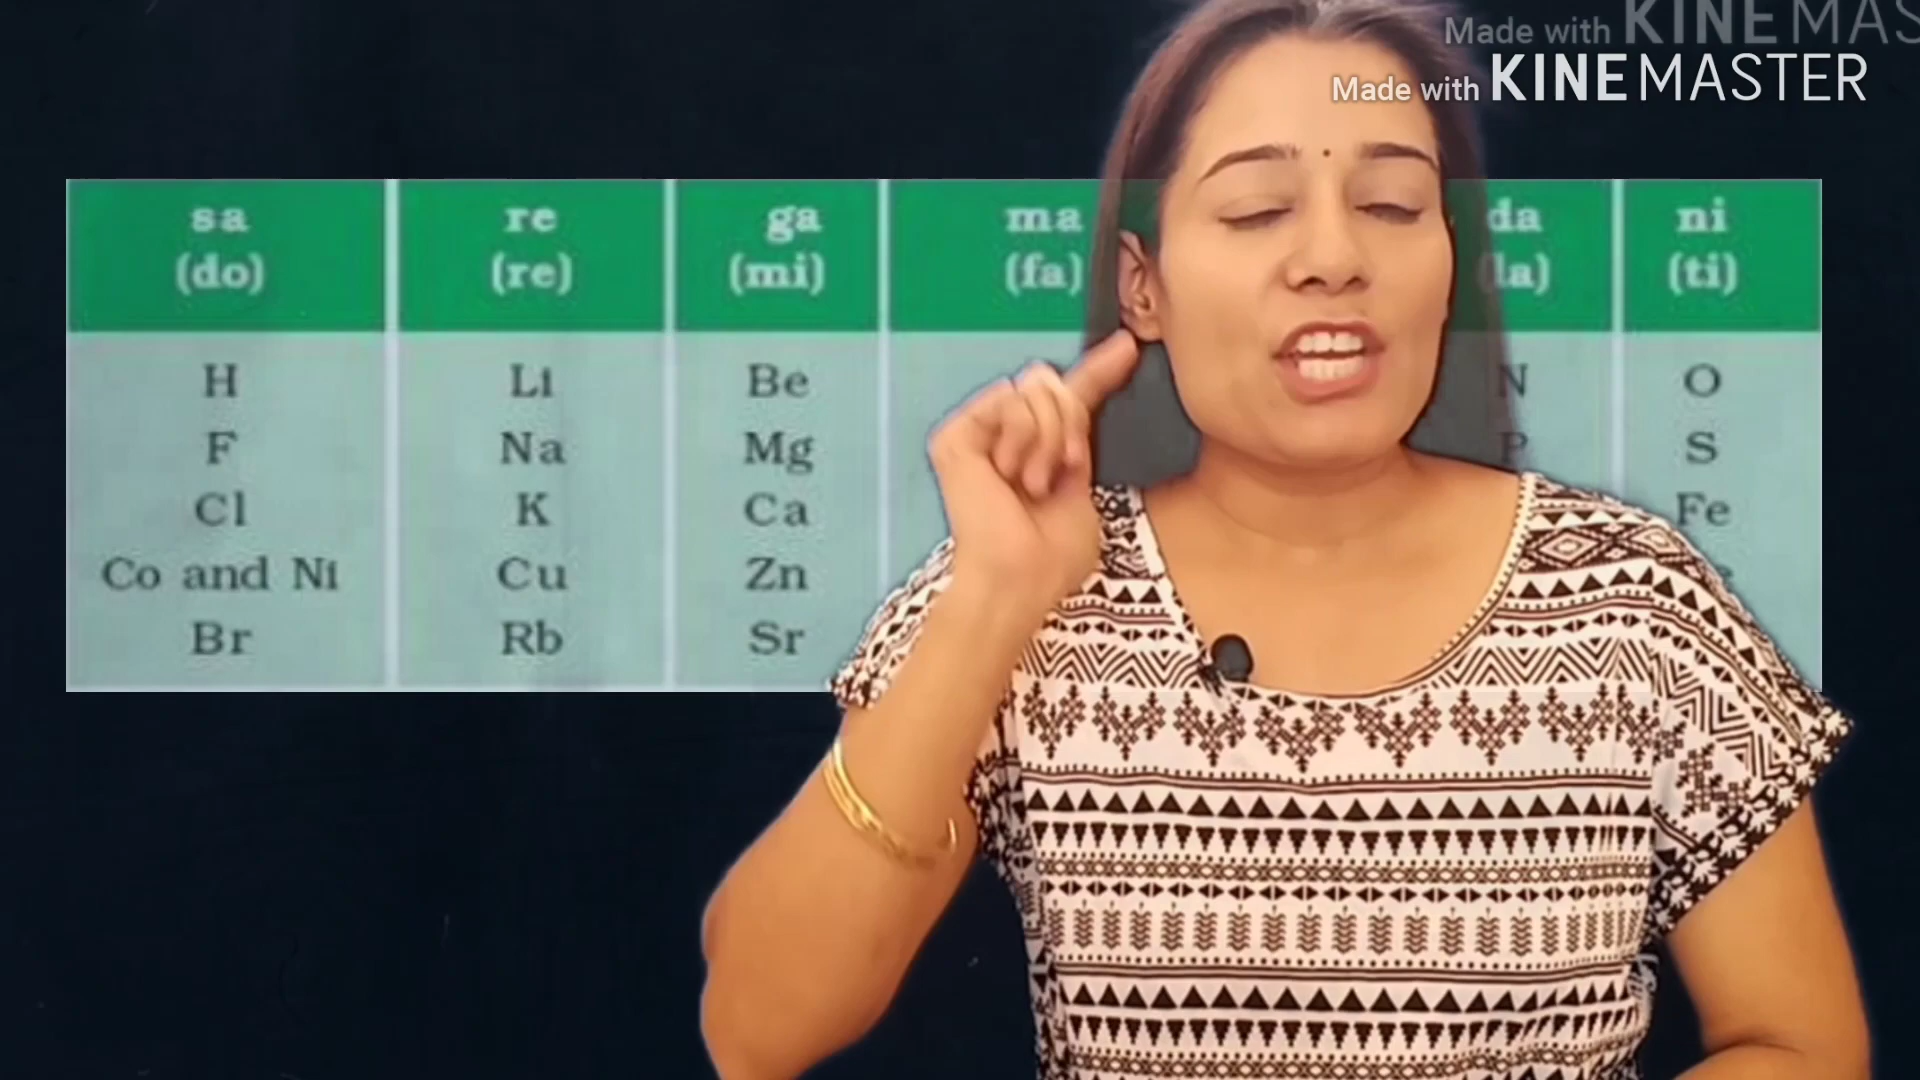 Made with KINEMAS
Made with KINEMASTER
sa re ga ma da ni
(do) (re) (mi) (fa) (la) (ti)
H Li Be N O
F Na Mg P S
Cl K Ca Fe
Co and Ni Cu Zn
Br Rb Sr